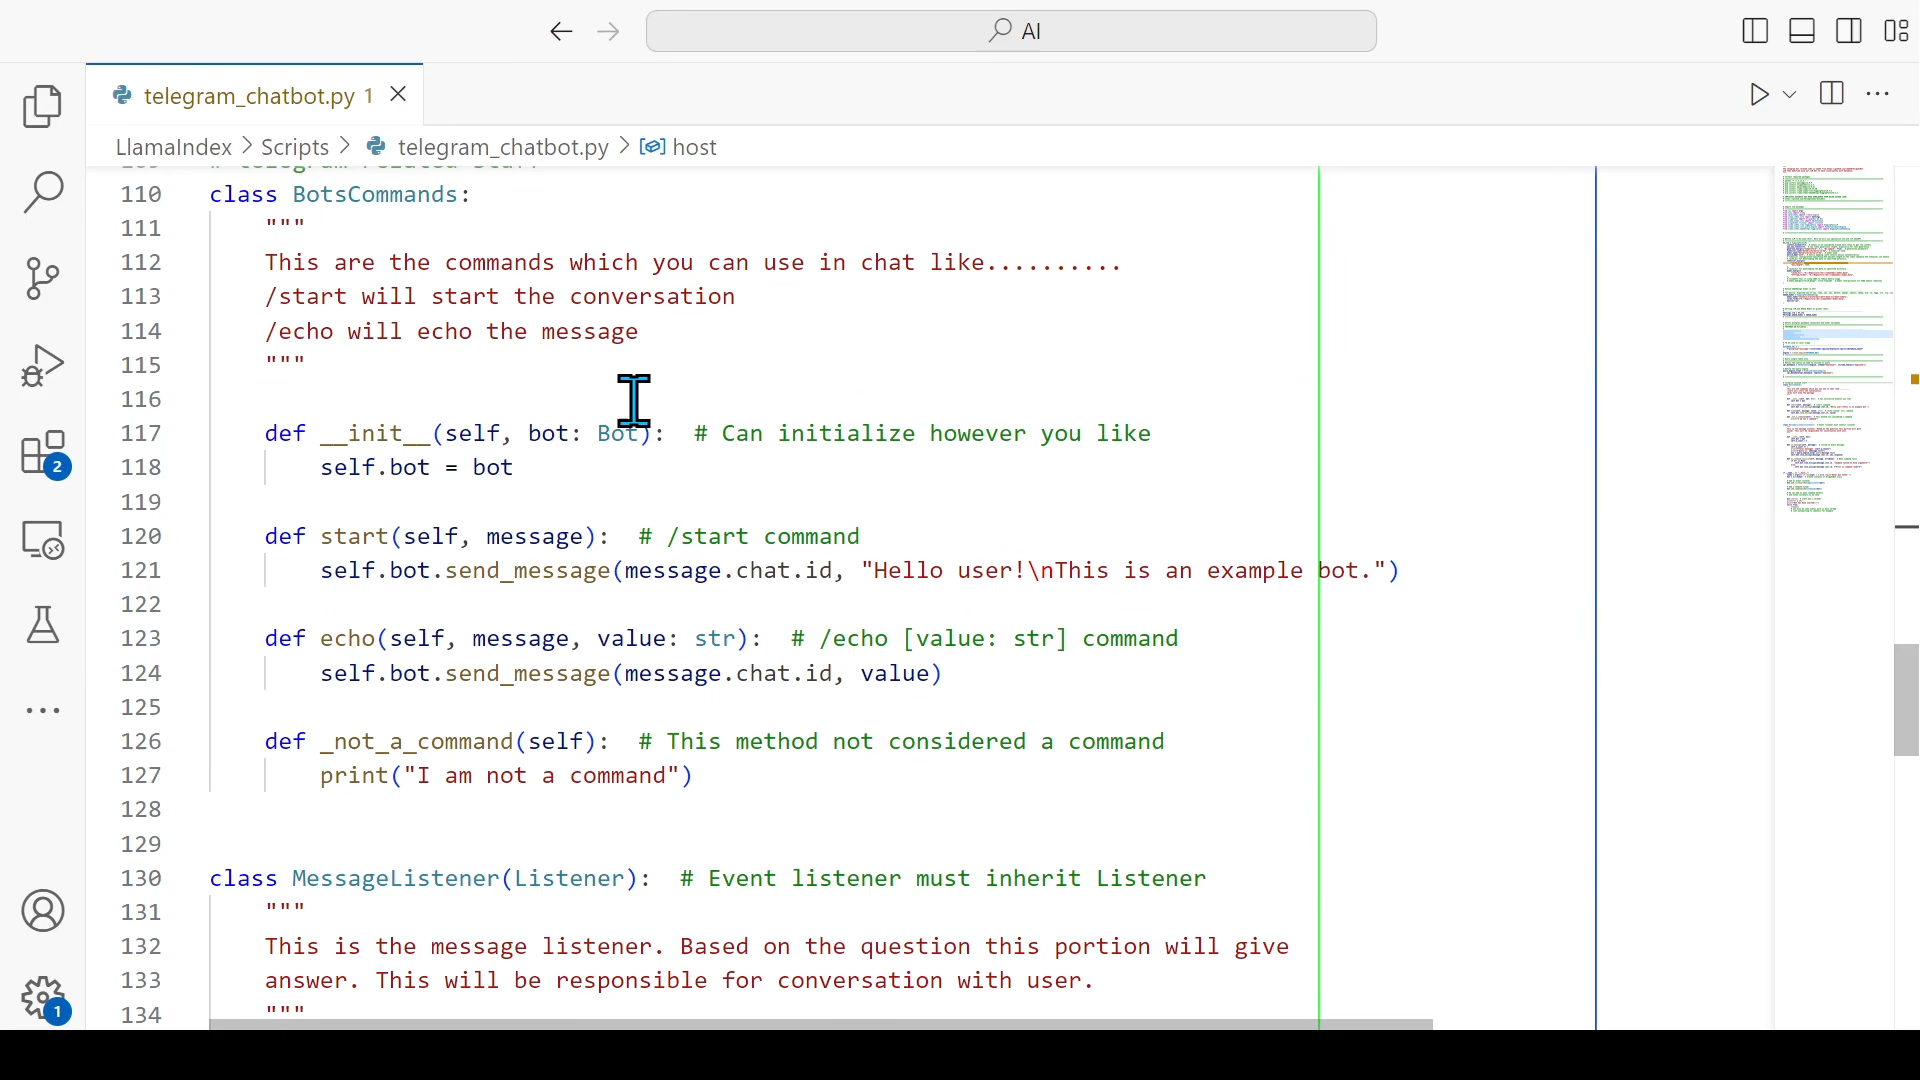 AI
telegram_chatbot.py 1
LlamaIndex > Scripts > telegram_chatbot.py > host
110 class BotsCommands:
111 """
112 This are the commands which you can use in chat like..........
113 /start will start the conversation
114 /echo will echo the message
115 """
116
117 def __init__(self, bot: Bot): # Can initialize however you like
118 self.bot = bot
119
120 def start(self, message): # /start command
121 self.bot.send_message(message.chat.id, "Hello user!\nThis is an example bot.")
122
123 def echo(self, message, value: str): # /echo [value: str] command
124 self.bot.send_message(message.chat.id, value)
125
126 def _not_a_command(self): # This method not considered a command
127 print("I am not a command")
128
129
130 class MessageListener(Listener): # Event listener must inherit Listener
131 """
132 This is the message listener. Based on the question this portion will give
133 answer. This will be responsible for conversation with user.
134 """
2
1